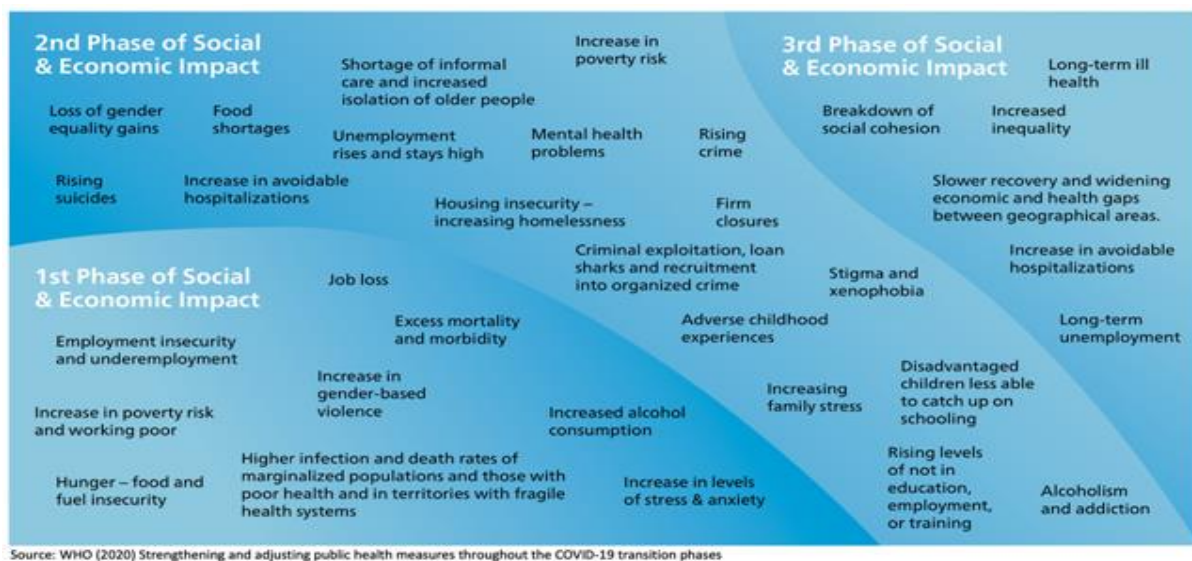 2nd Phase of Social
& Economic Impact
Increase in
poverty risk
Shortage of informal
care and increased
isolation of older people
Loss of gender
equality gains
Food
shortages
Unemployment
rises and stays high
Mental health
problems
Rising
crime
Rising
suicides
Increase in avoidable
hospitalizations
Housing insecurity –
increasing homelessness
Firm
closures
Criminal exploitation, loan
sharks and recruitment
into organized crime
Stigma and
xenophobia
Adverse childhood
experiences
Increasing
family stress
Disadvantaged
children less able
to catch up on
schooling
Rising levels
of not in
education,
employment,
or training
3rd Phase of Social
& Economic Impact
Long-term ill
health
Breakdown of
social cohesion
Increased
inequality
Slower recovery and widening
economic and health gaps
between geographical areas.
Increase in avoidable
hospitalizations
Long-term
unemployment
Alcoholism
and addiction
1st Phase of Social
& Economic Impact
Job loss
Employment insecurity
and underemployment
Excess mortality
and morbidity
Increase in
gender-based
violence
Increase in poverty risk
and working poor
Increased alcohol
consumption
Hunger – food and
fuel insecurity
Higher infection and death rates of
marginalized populations and those with
poor health and in territories with fragile
health systems
Increase in levels
of stress & anxiety
Source: WHO (2020) Strengthening and adjusting public health measures throughout the COVID-19 transition phases